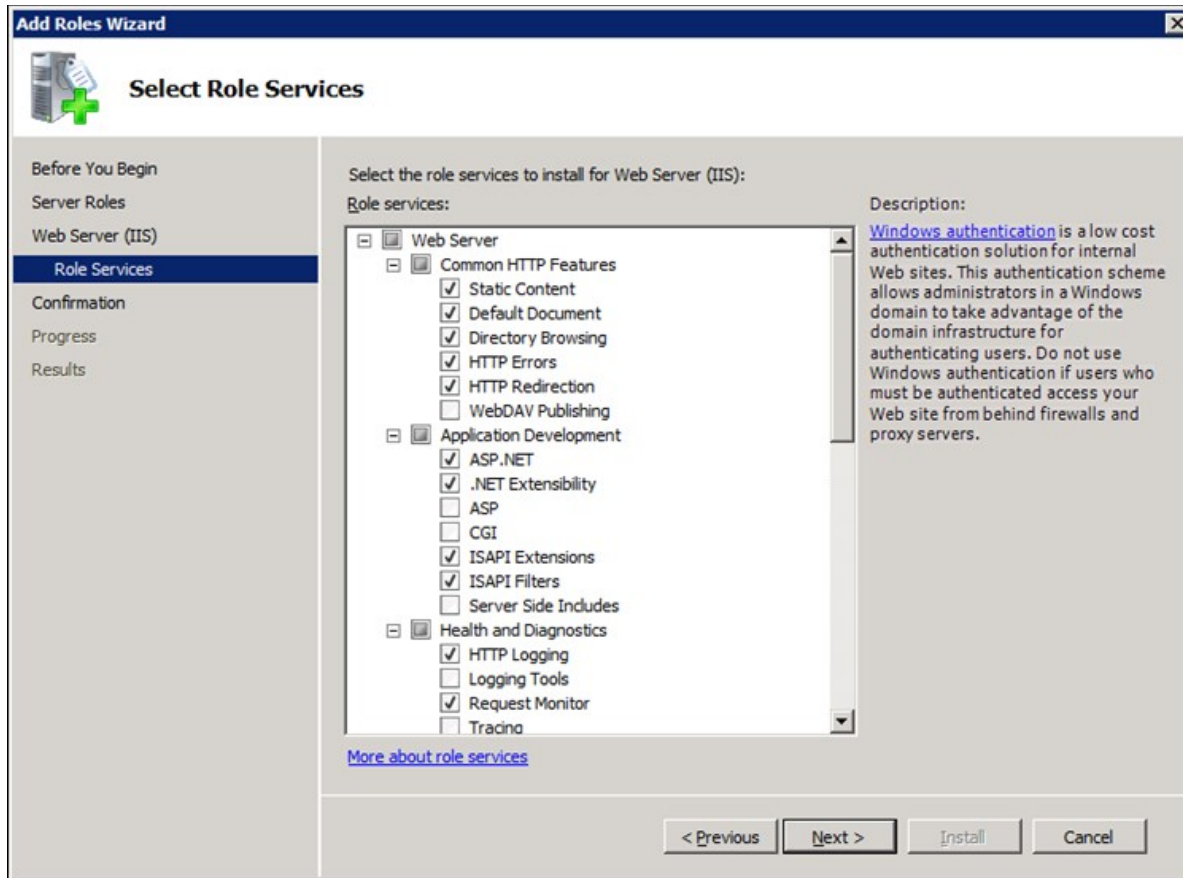 Add Roles Wizard
Select Role Services
Before You Begin
Server Roles
Web Server (IIS)
Role Services
Confirmation
Progress
Results
Select the role services to install for Web Server (IIS):
Role services:
Web Server
Common HTTP Features
Static Content
Default Document
Directory Browsing
HTTP Errors
HTTP Redirection
WebDAV Publishing
Application Development
ASP.NET
.NET Extensibility
ASP
CGI
ISAPI Extensions
ISAPI Filters
Server Side Includes
Health and Diagnostics
HTTP Logging
Logging Tools
Request Monitor
Tracing
More about role services
Description:
Windows authentication is a low cost
authentication solution for internal
Web sites. This authentication scheme
allows administrators in a Windows
domain to take advantage of the
domain infrastructure for
authenticating users. Do not use
Windows authentication if users who
must be authenticated access your
Web site from behind firewalls and
proxy servers.
< Previous
Next >
Install
Cancel